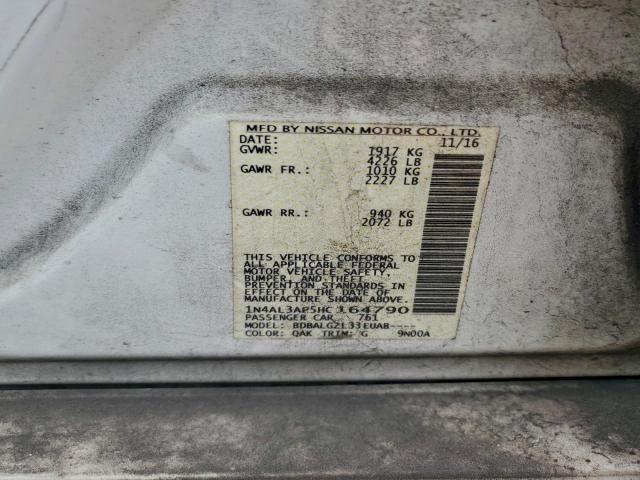 MFD BY NISSAN MOTOR CO., LTD.
DATE: 11/16
GVWR: 1917 KG
4226 LB
GAWR FR.: 1010 KG
2227 LB
GAWR RR.: 940 KG
2072 LB
THIS VEHICLE CONFORMS TO
ALL APPLICABLE FEDERAL
MOTOR VEHICLE SAFETY,
BUMPER, AND THEFT
PREVENTION STANDARDS
IN EFFECT ON THE DATE OF
MANUFACTURE SHOWN ABOVE.
1N4AL3AP5HC164790
PASSENGER CAR 761
MODEL: BDBALGZL33EUAB----
COLOR: QAK TRIM: G 9N00A